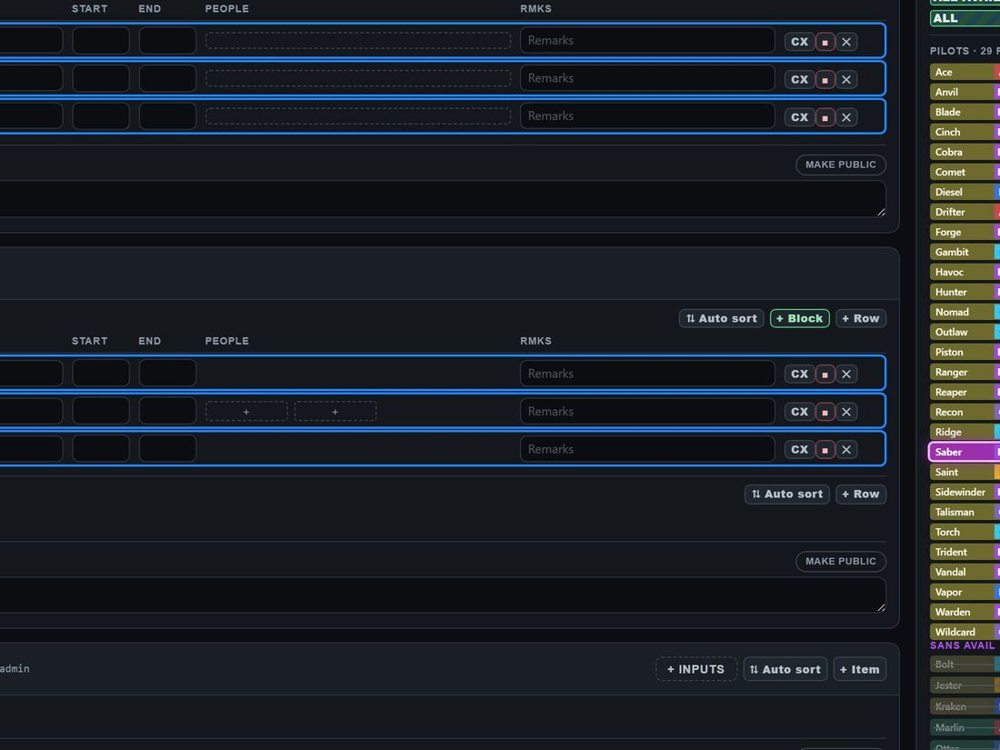 START END PEOPLE RMKS
Remarks CX ■ ✕
Remarks CX ■ ✕
Remarks CX ■ ✕
MAKE PUBLIC
⇅ Auto sort + Block + Row
START END PEOPLE RMKS
Remarks CX ■ ✕
+ + Remarks CX ■ ✕
Remarks CX ■ ✕
⇅ Auto sort + Row
MAKE PUBLIC
admin + INPUTS ⇅ Auto sort + Item
ALL
PILOTS · 29
Ace
Anvil
Blade
Cinch
Cobra
Comet
Diesel
Drifter
Forge
Gambit
Havoc
Hunter
Nomad
Outlaw
Piston
Ranger
Reaper
Recon
Ridge
Saber
Saint
Sidewinder
Talisman
Torch
Trident
Vandal
Vapor
Warden
Wildcard
SANS AVAIL
Bolt
Jester
Kraken
Marlin